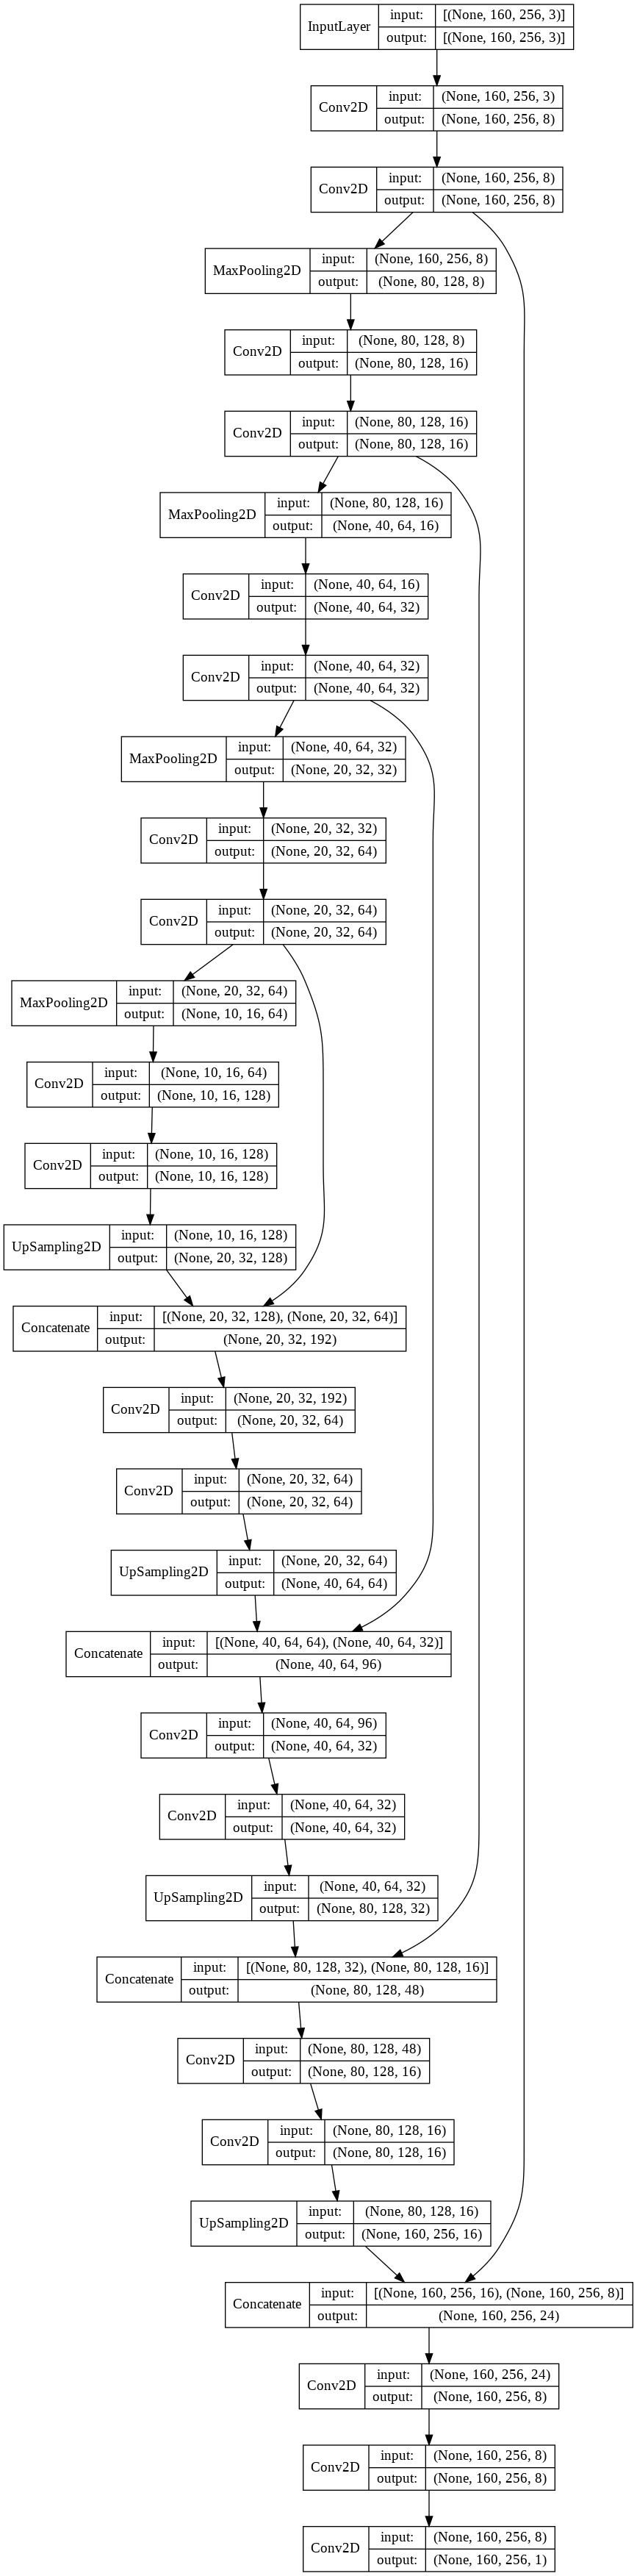 InputLayer
input: [(None, 160, 256, 3)]
output: [(None, 160, 256, 3)]
Conv2D
input: (None, 160, 256, 3)
output: (None, 160, 256, 8)
Conv2D
input: (None, 160, 256, 8)
output: (None, 160, 256, 8)
MaxPooling2D
input: (None, 160, 256, 8)
output: (None, 80, 128, 8)
Conv2D
input: (None, 80, 128, 8)
output: (None, 80, 128, 16)
Conv2D
input: (None, 80, 128, 16)
output: (None, 80, 128, 16)
MaxPooling2D
input: (None, 80, 128, 16)
output: (None, 40, 64, 16)
Conv2D
input: (None, 40, 64, 16)
output: (None, 40, 64, 32)
Conv2D
input: (None, 40, 64, 32)
output: (None, 40, 64, 32)
MaxPooling2D
input: (None, 40, 64, 32)
output: (None, 20, 32, 32)
Conv2D
input: (None, 20, 32, 32)
output: (None, 20, 32, 64)
Conv2D
input: (None, 20, 32, 64)
output: (None, 20, 32, 64)
MaxPooling2D
input: (None, 20, 32, 64)
output: (None, 10, 16, 64)
Conv2D
input: (None, 10, 16, 64)
output: (None, 10, 16, 128)
Conv2D
input: (None, 10, 16, 128)
output: (None, 10, 16, 128)
UpSampling2D
input: (None, 10, 16, 128)
output: (None, 20, 32, 128)
Concatenate
input: [(None, 20, 32, 128), (None, 20, 32, 64)]
output: (None, 20, 32, 192)
Conv2D
input: (None, 20, 32, 192)
output: (None, 20, 32, 64)
Conv2D
input: (None, 20, 32, 64)
output: (None, 20, 32, 64)
UpSampling2D
input: (None, 20, 32, 64)
output: (None, 40, 64, 64)
Concatenate
input: [(None, 40, 64, 64), (None, 40, 64, 32)]
output: (None, 40, 64, 96)
Conv2D
input: (None, 40, 64, 96)
output: (None, 40, 64, 32)
Conv2D
input: (None, 40, 64, 32)
output: (None, 40, 64, 32)
UpSampling2D
input: (None, 40, 64, 32)
output: (None, 80, 128, 32)
Concatenate
input: [(None, 80, 128, 32), (None, 80, 128, 16)]
output: (None, 80, 128, 48)
Conv2D
input: (None, 80, 128, 48)
output: (None, 80, 128, 16)
Conv2D
input: (None, 80, 128, 16)
output: (None, 80, 128, 16)
UpSampling2D
input: (None, 80, 128, 16)
output: (None, 160, 256, 16)
Concatenate
input: [(None, 160, 256, 16), (None, 160, 256, 8)]
output: (None, 160, 256, 24)
Conv2D
input: (None, 160, 256, 24)
output: (None, 160, 256, 8)
Conv2D
input: (None, 160, 256, 8)
output: (None, 160, 256, 8)
Conv2D
input: (None, 160, 256, 8)
output: (None, 160, 256, 1)